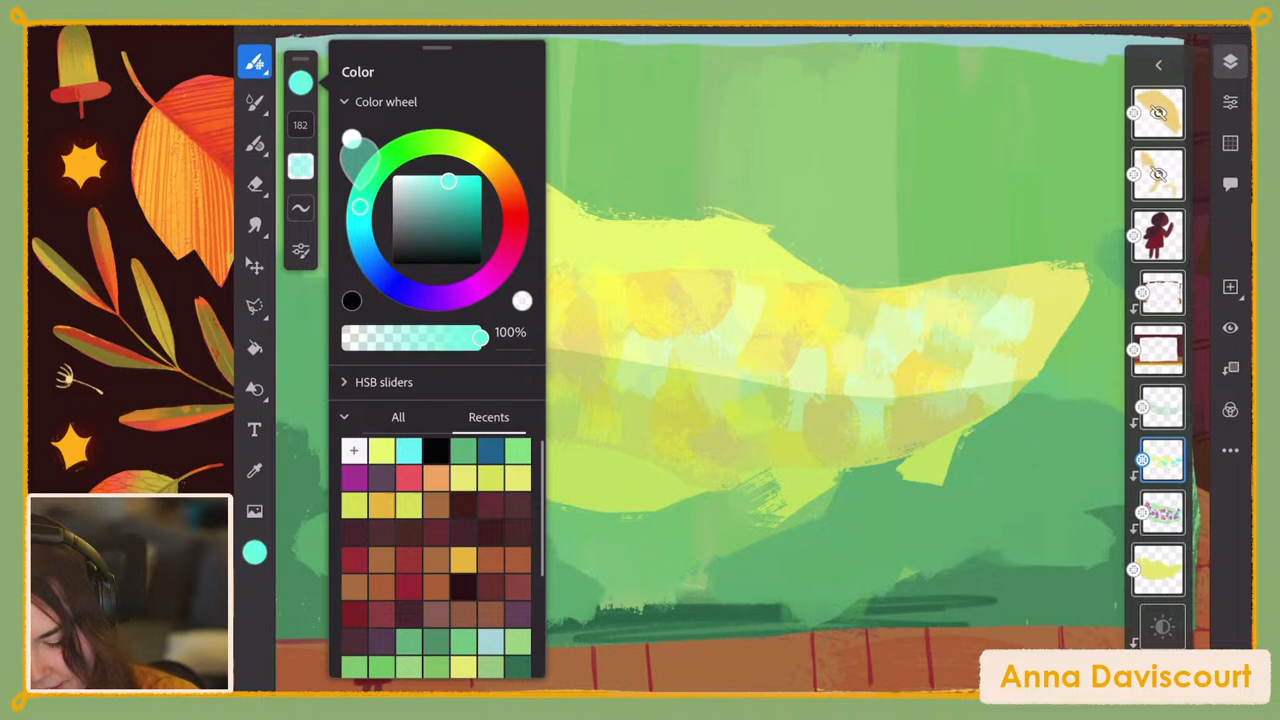 Color
Color wheel
182
100%
HSB sliders
All
Recents
T
Anna Daviscourt